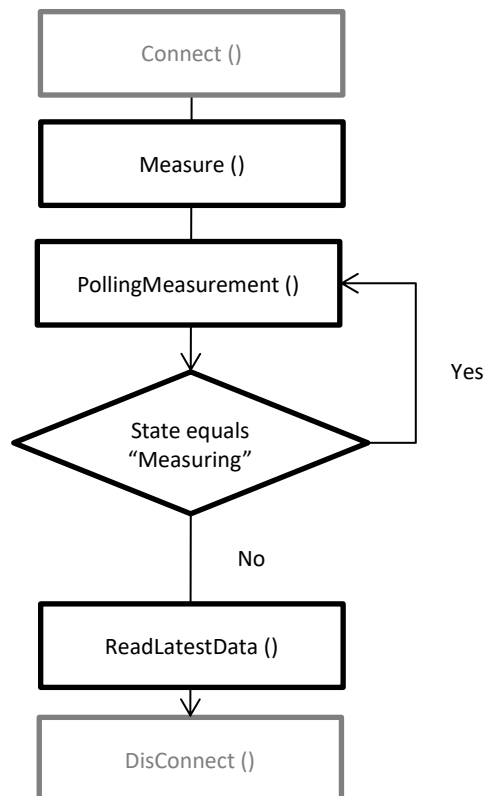 Connect ()
Measure ()
PollingMeasurement ()
Yes
State equals
“Measuring”
No
ReadLatestData ()
DisConnect ()